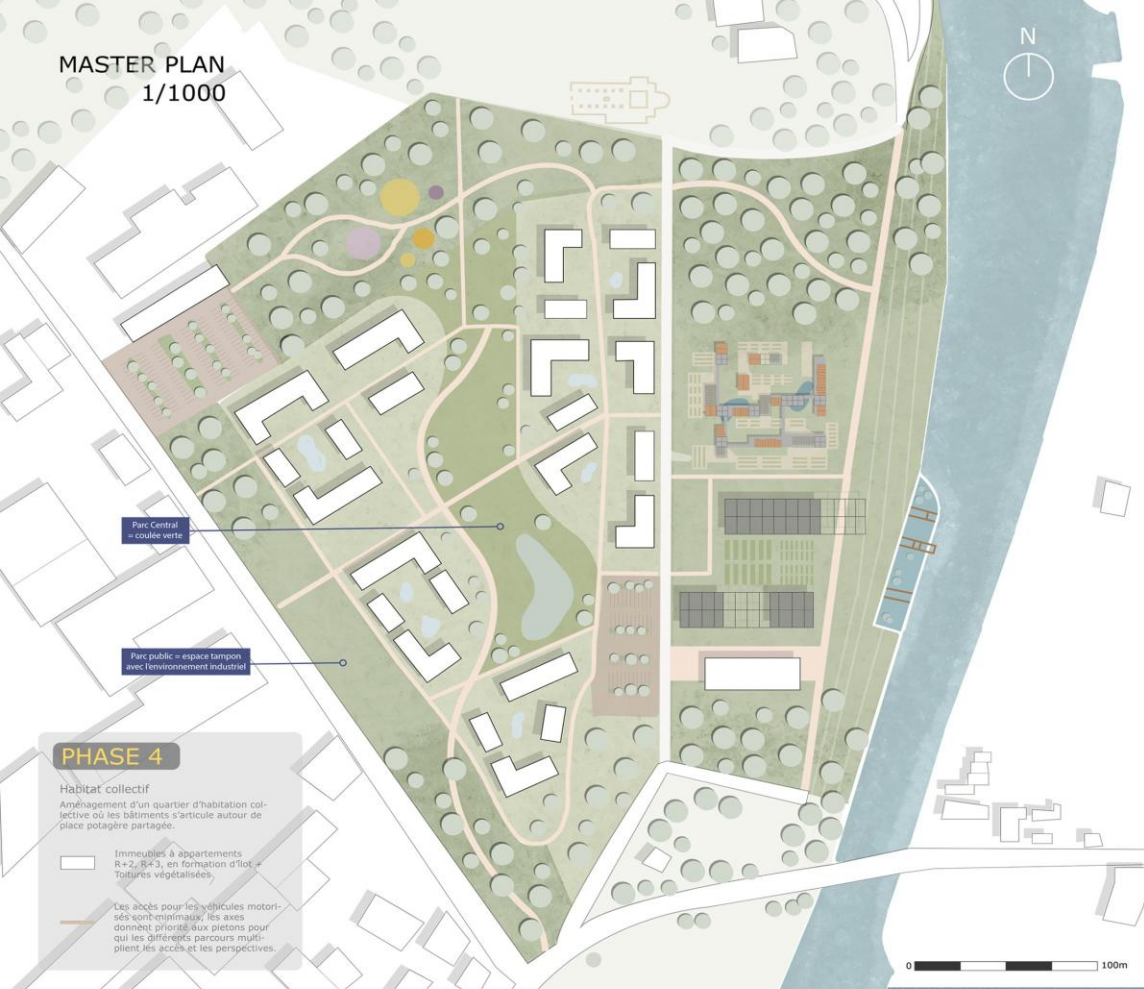 MASTER PLAN
1/1000
N
Parc Central
= coulée verte
Parc public = espace tampon
avec l'environnement industriel
PHASE 4
Habitat collectif
Aménagement d'un quartier d'habitation col-
lective où les bâtiments s'articule autour de
place potagère partagée.
Immeubles à appartements
R+2, R+3, en formation d'îlot +
Toitures végétalisées
Les accès pour les véhicules motori-
sés sont minimaux, les axes
donnent priorité aux pietons pour
qui les différents parcours multi-
plient les accès et les perspectives.
0 100m